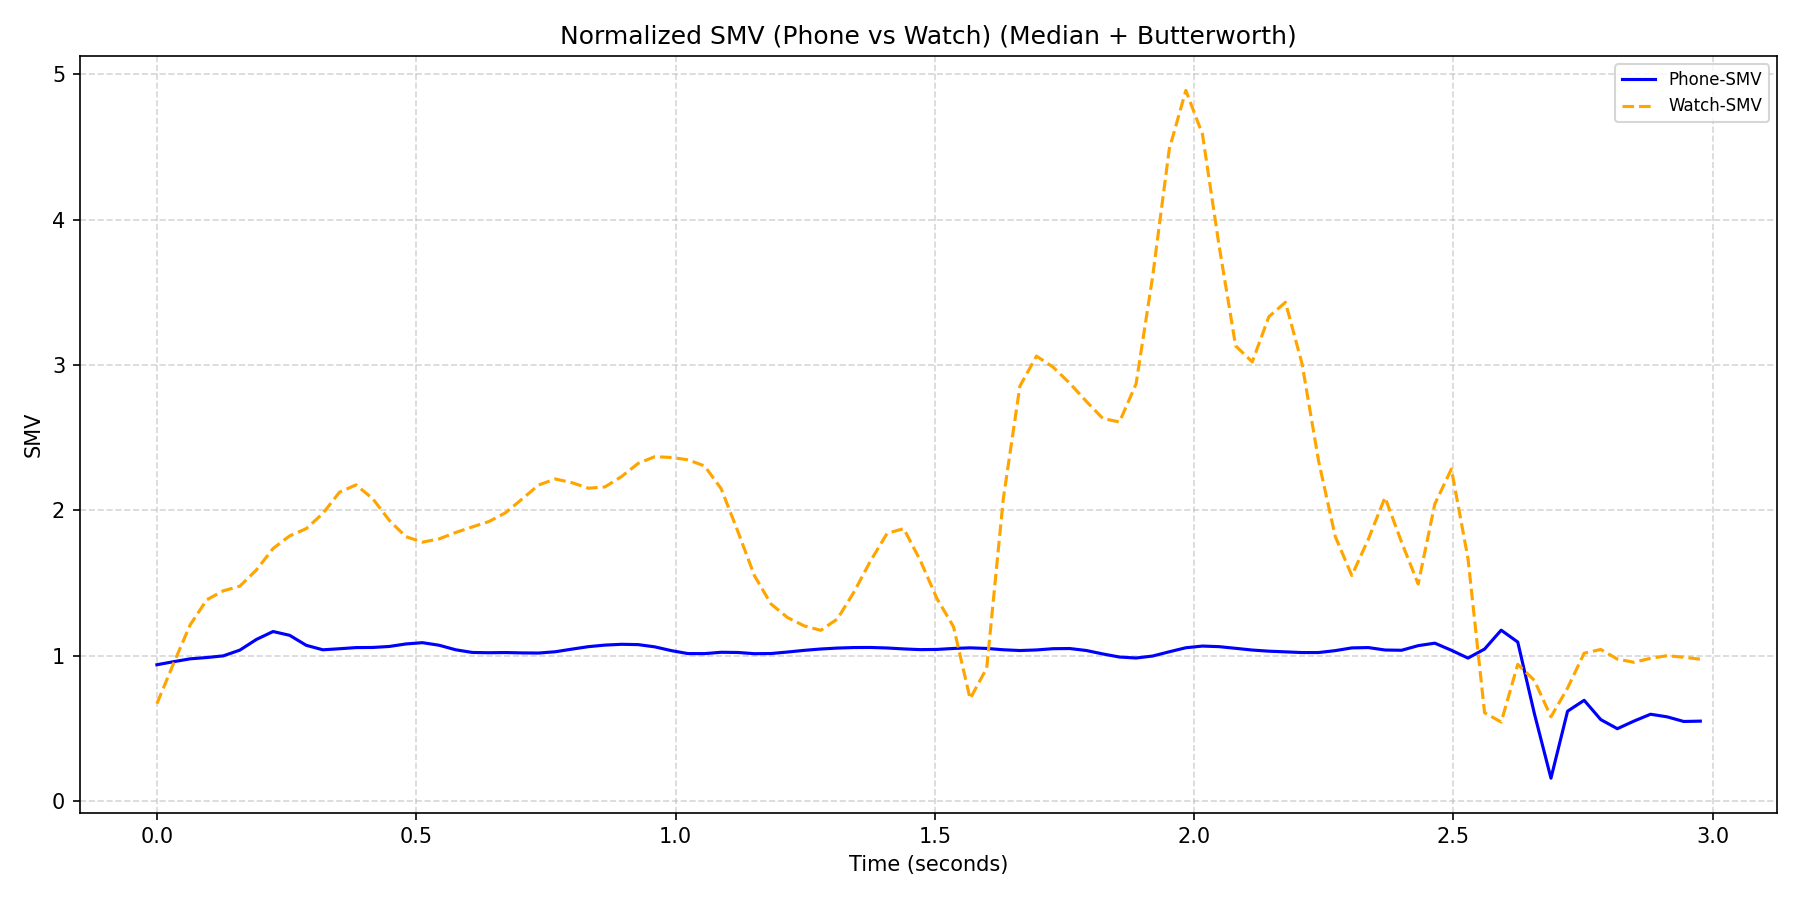 Normalized SMV (Phone vs Watch) (Median + Butterworth)
Phone-SMV
Watch-SMV
5
4
3
2
1
0
SMV
0.0 0.5 1.0 1.5 2.0 2.5 3.0
Time (seconds)